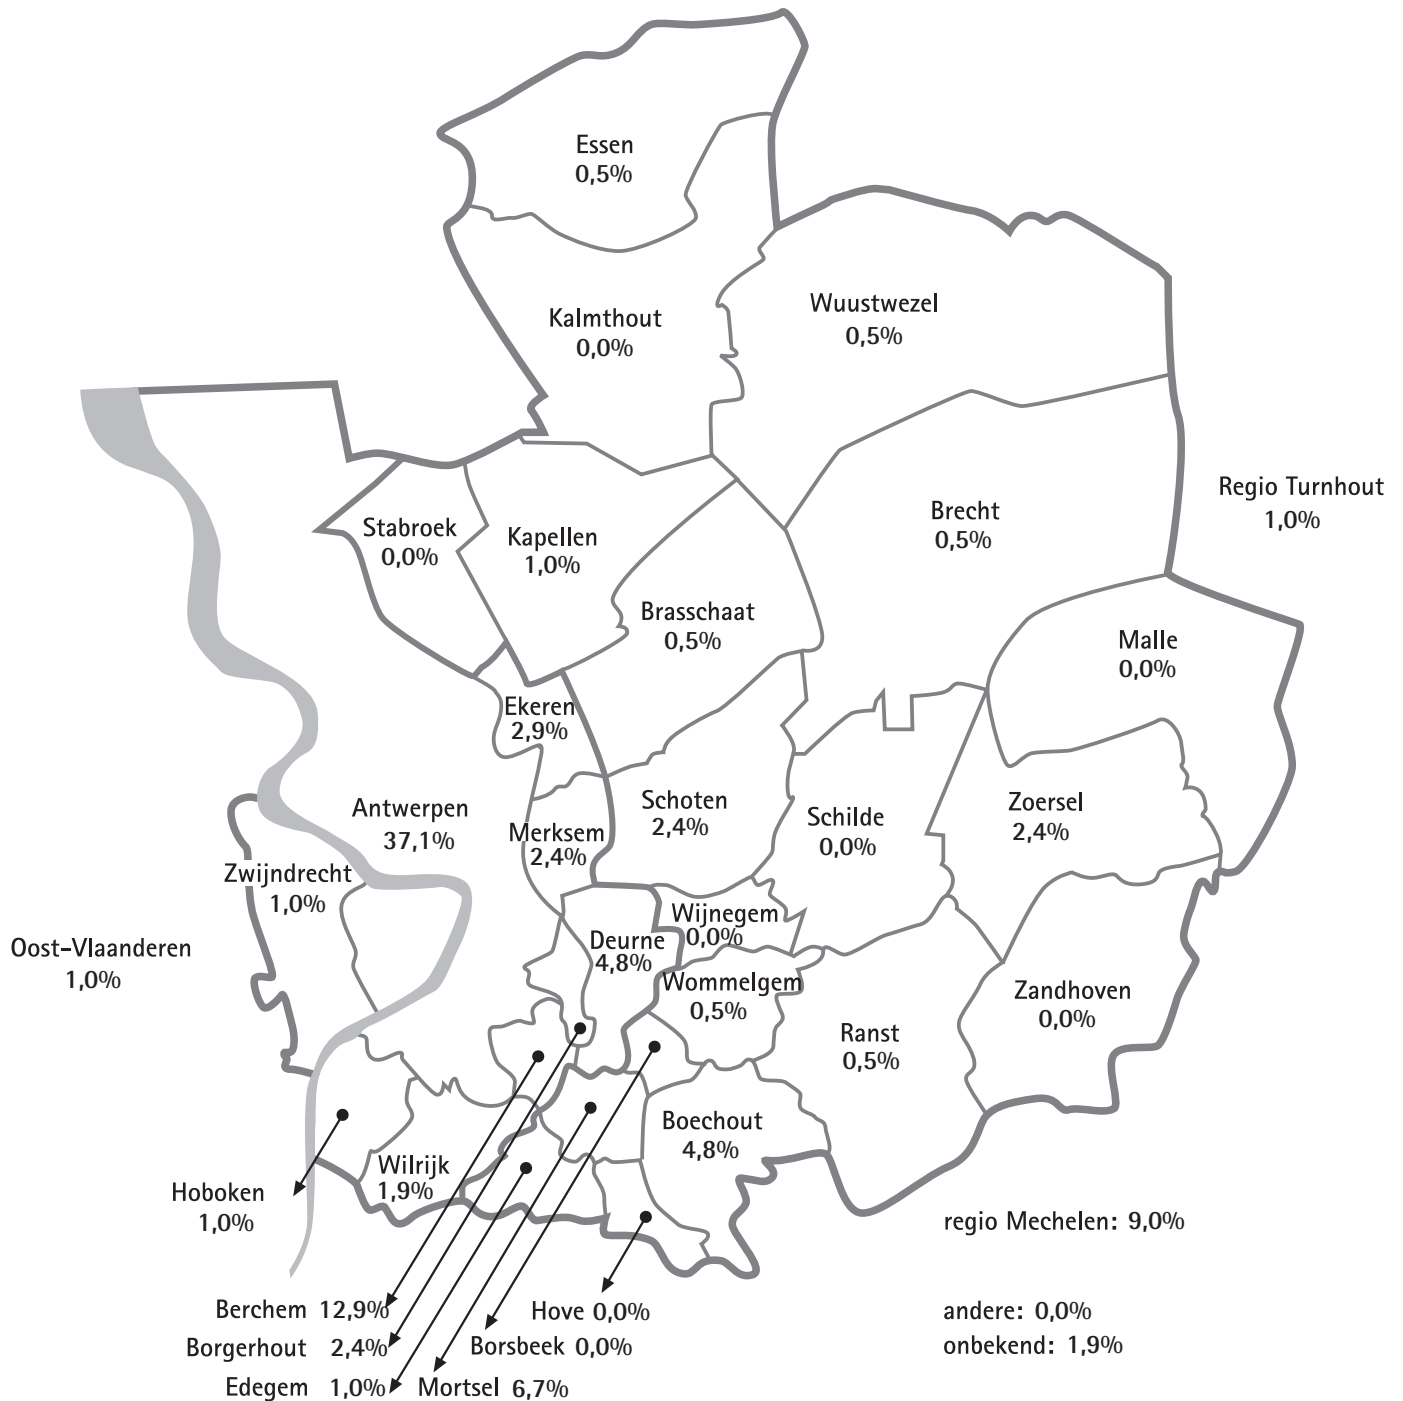 Essen
0,5%
Kalmthout
0,0%
Wuustwezel
0,5%
Regio Turnhout
1,0%
Brecht
0,5%
Stabroek
0,0%
Kapellen
1,0%
Brasschaat
0,5%
Malle
0,0%
Ekeren
2,9%
Antwerpen
37,1%
Merksem
2,4%
Schoten
2,4%
Schilde
0,0%
Zoersel
2,4%
Zwijndrecht
1,0%
Wijnegem
0,0%
Oost-Vlaanderen
1,0%
Deurne
4,8%
Wommelgem
0,5%
Zandhoven
0,0%
Ranst
0,5%
Boechout
4,8%
Wilrijk
1,9%
Hoboken
1,0%
regio Mechelen: 9,0%
Berchem 12,9%
Hove 0,0%
andere: 0,0%
Borgerhout 2,4%
Borsbeek 0,0%
onbekend: 1,9%
Edegem 1,0%
Mortsel 6,7%